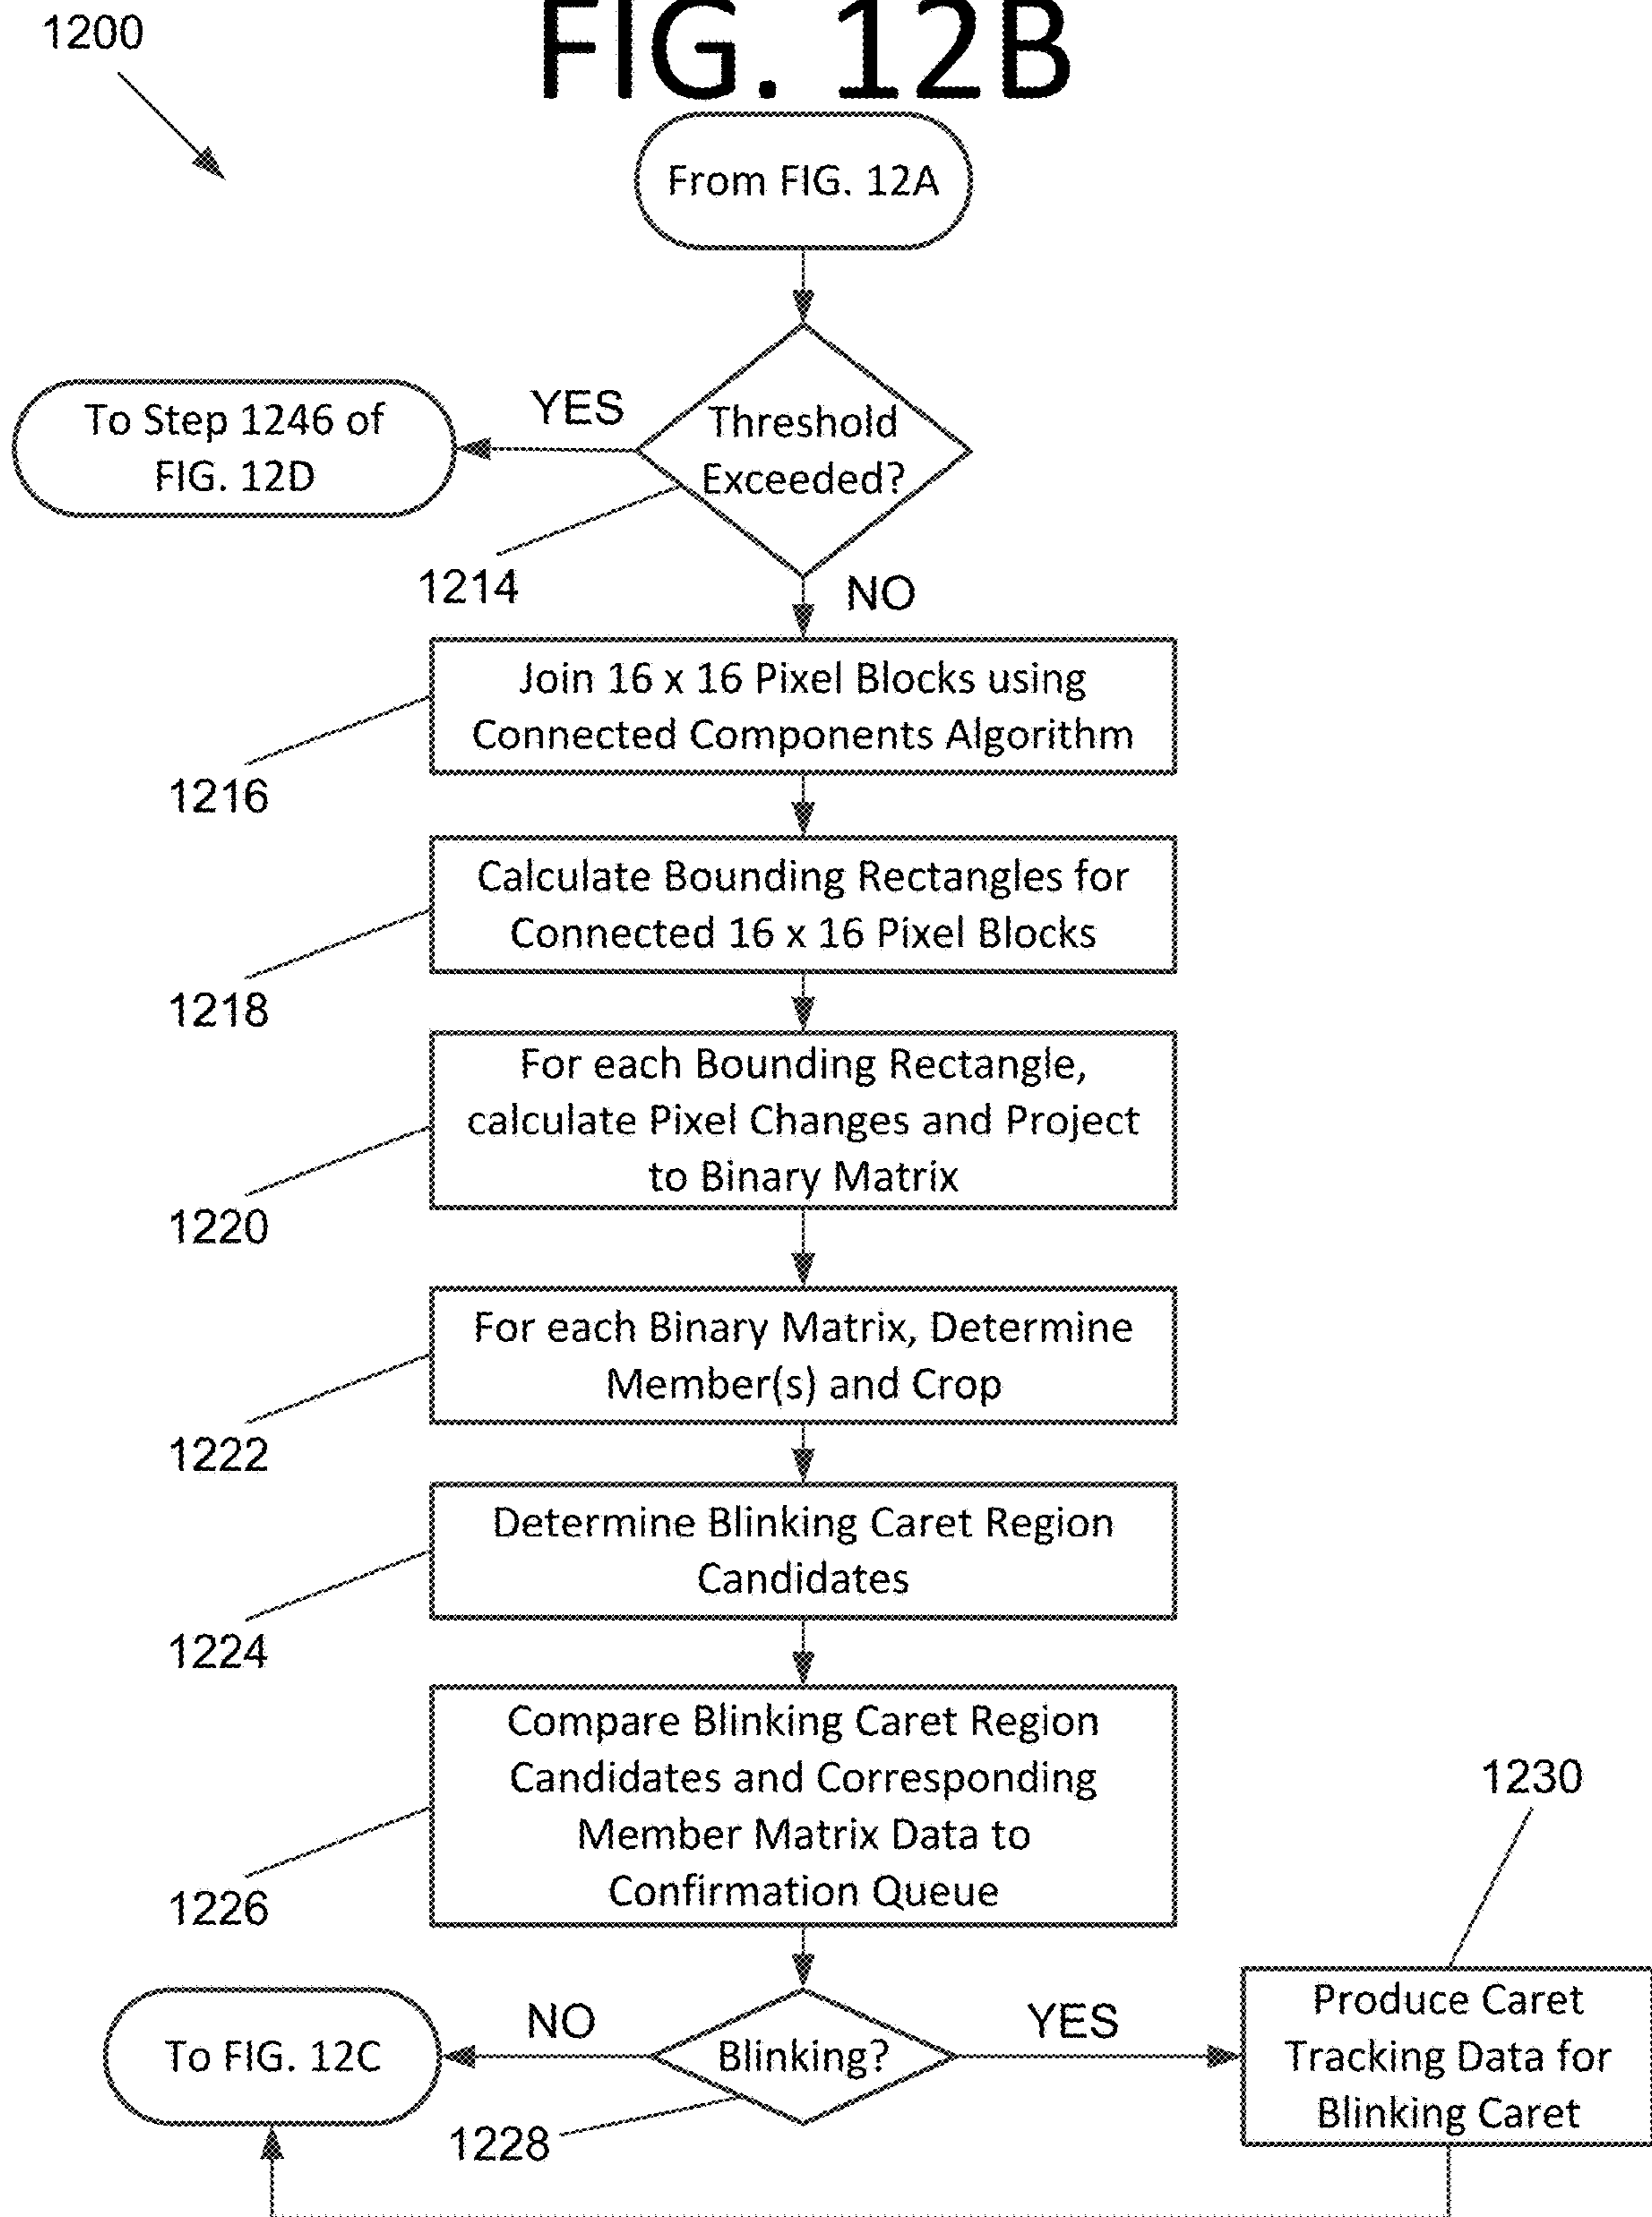 1200
FIG. 12B
From FIG. 12A
Threshold
Exceeded?
YES
To Step 1246 of
FIG. 12D
1214
NO
Join 16 x 16 Pixel Blocks using
Connected Components Algorithm
1216
Calculate Bounding Rectangles for
Connected 16 x 16 Pixel Blocks
1218
For each Bounding Rectangle,
calculate Pixel Changes and Project
to Binary Matrix
1220
For each Binary Matrix, Determine
Member(s) and Crop
1222
Determine Blinking Caret Region
Candidates
1224
Compare Blinking Caret Region
Candidates and Corresponding
Member Matrix Data to
Confirmation Queue
1226
1230
Blinking?
NO
To FIG. 12C
YES
Produce Caret
Tracking Data for
Blinking Caret
1228